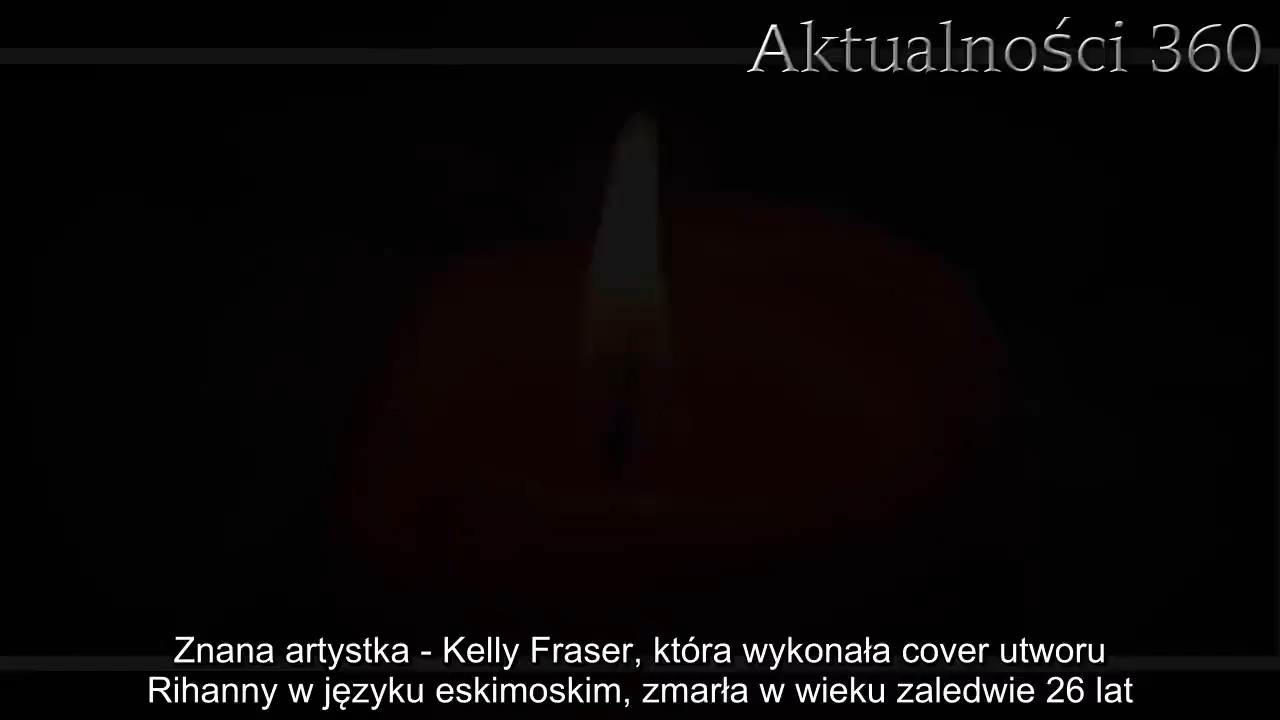 Aktualności 360
Znana artystka - Kelly Fraser, która wykonała cover utworu
Rihanny w języku eskimoskim, zmarła w wieku zaledwie 26 lat